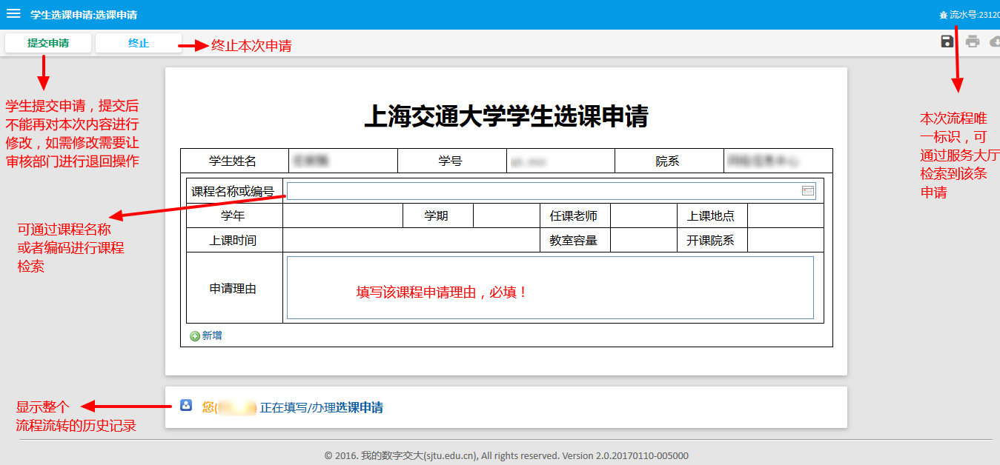 学生选课申请:选课申请
流水号:23120
提交申请
终止
终止本次申请
学生提交申请，提交后
不能再对本次内容进行
修改，如需修改需要让
审核部门进行退回操作
本次流程唯
一标识，可
通过服务大厅
检索到该条
申请
上海交通大学学生选课申请
学生姓名
学号
院系
课程名称或编号
学年
学期
任课老师
上课地点
上课时间
教室容量
开课院系
可通过课程名称
或者编码进行课程
检索
申请理由
填写该课程申请理由，必填！
新增
显示整个
流程流转的历史记录
您( 正在填写/办理选课申请
© 2016. 我的数字交大(sjtu.edu.cn), All rights reserved. Version 2.0.20170110-005000